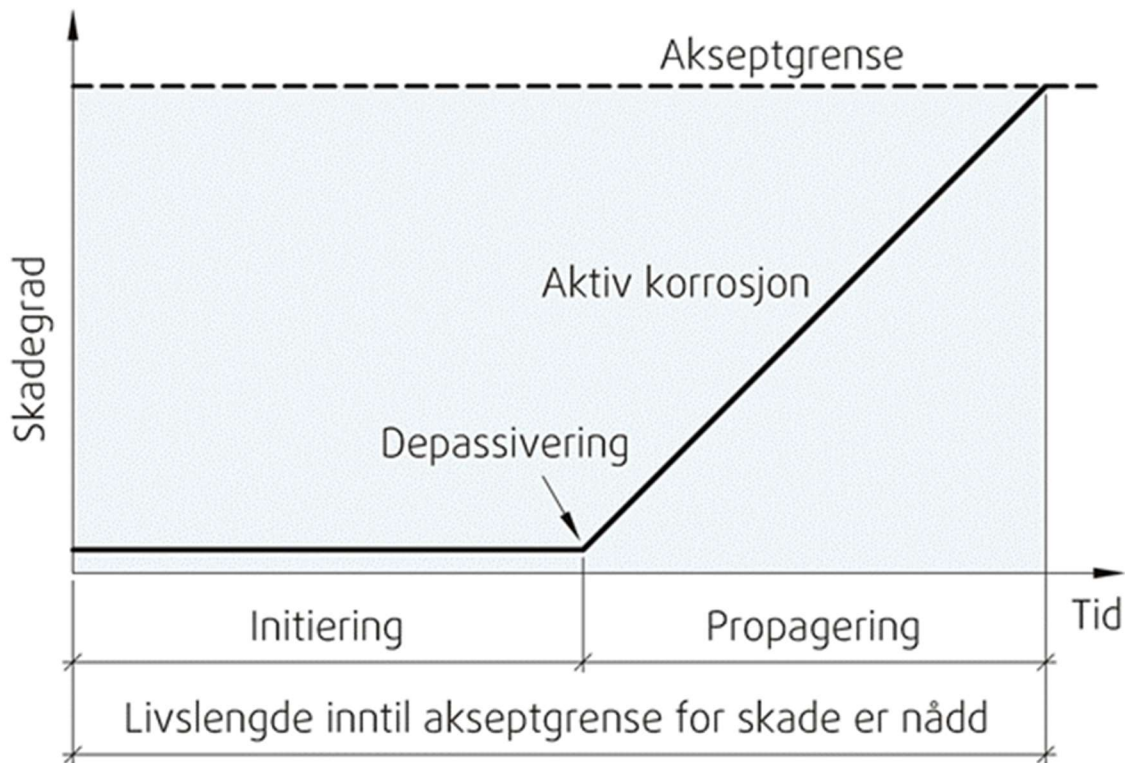 Akseptgrense
Skadegrad
Aktiv korrosjon
Depassivering
Initiering
Propagering
Tid
Livslengde inntil akseptgrense for skade er nådd